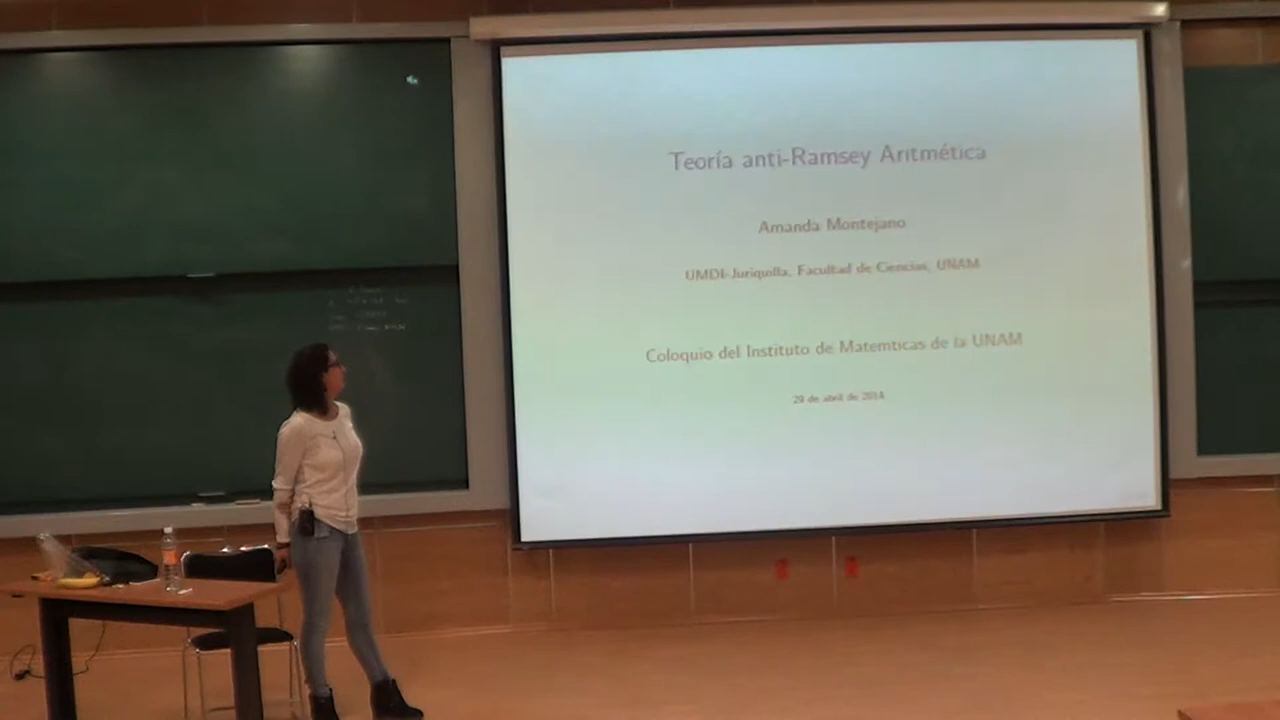 Teoría anti-Ramsey Aritmética
Amanda Montejano
UMDI-Juriquilla, Facultad de Ciencias, UNAM
Coloquio del Instituto de Matemticas de la UNAM
29 de abril de 2014